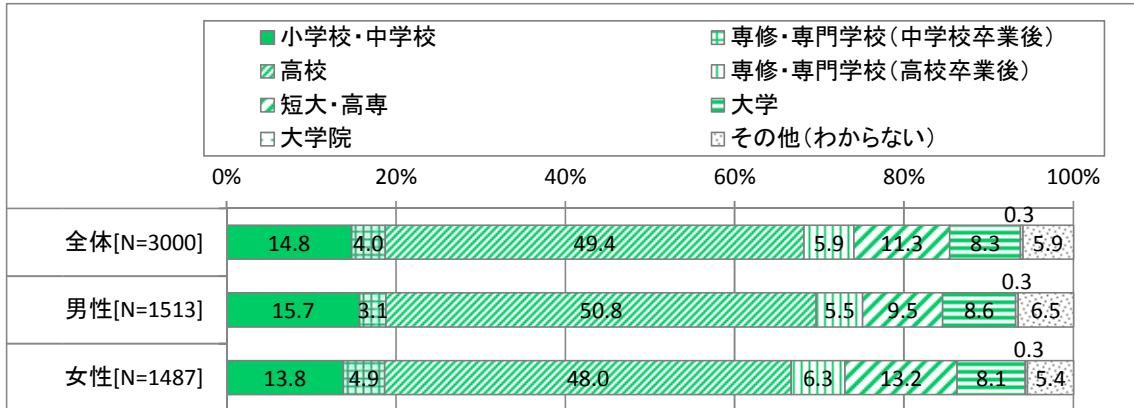 小学校・中学校 専修・専門学校(中学校卒業後)
高校 専修・専門学校(高校卒業後)
短大・高専 大学
大学院 その他(わからない)
0% 20% 40% 60% 80% 100%
0.3
全体[N=3000] 14.8 4.0 49.4 5.9 11.3 8.3 5.9
0.3
男性[N=1513] 15.7 3.1 50.8 5.5 9.5 8.6 6.5
0.3
女性[N=1487] 13.8 4.9 48.0 6.3 13.2 8.1 5.4